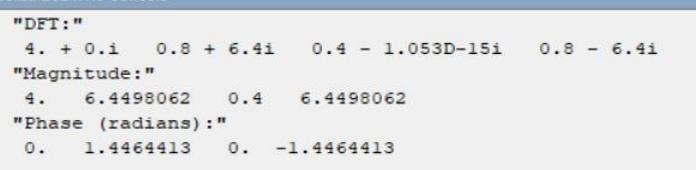 "DFT:"
4. + 0.i   0.8 + 6.4i   0.4 - 1.053D-15i   0.8 - 6.4i
"Magnitude:"
4.   6.4498062   0.4   6.4498062
"Phase (radians):"
0.   1.4464413   0.  -1.4464413